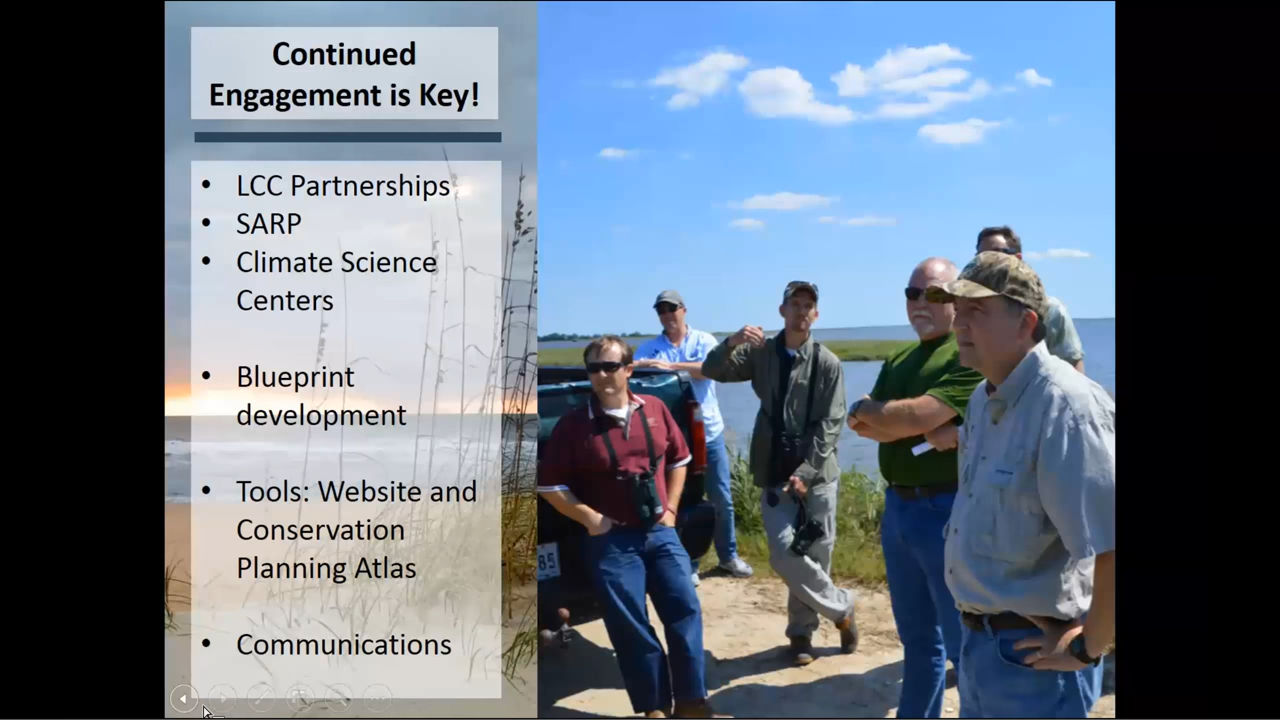 Continued
Engagement is Key!
• LCC Partnerships
• SARP
• Climate Science
Centers
• Blueprint
development
• Tools: Website and
Conservation
Planning Atlas
• Communications
85